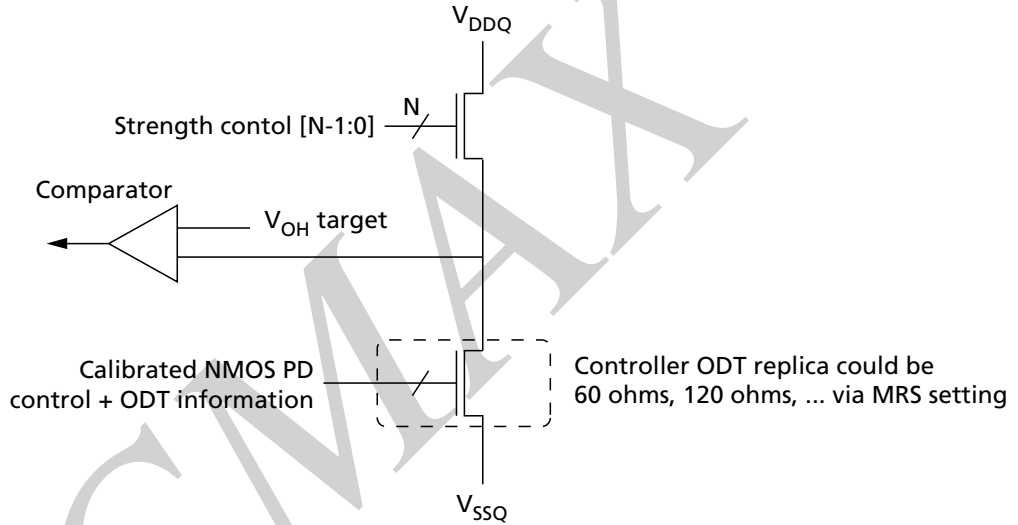 V_DDQ
N
Strength contol [N-1:0]
Comparator
V_OH target
Calibrated NMOS PD
control + ODT information
Controller ODT replica could be
60 ohms, 120 ohms, ... via MRS setting
V_SSQ
CMAX